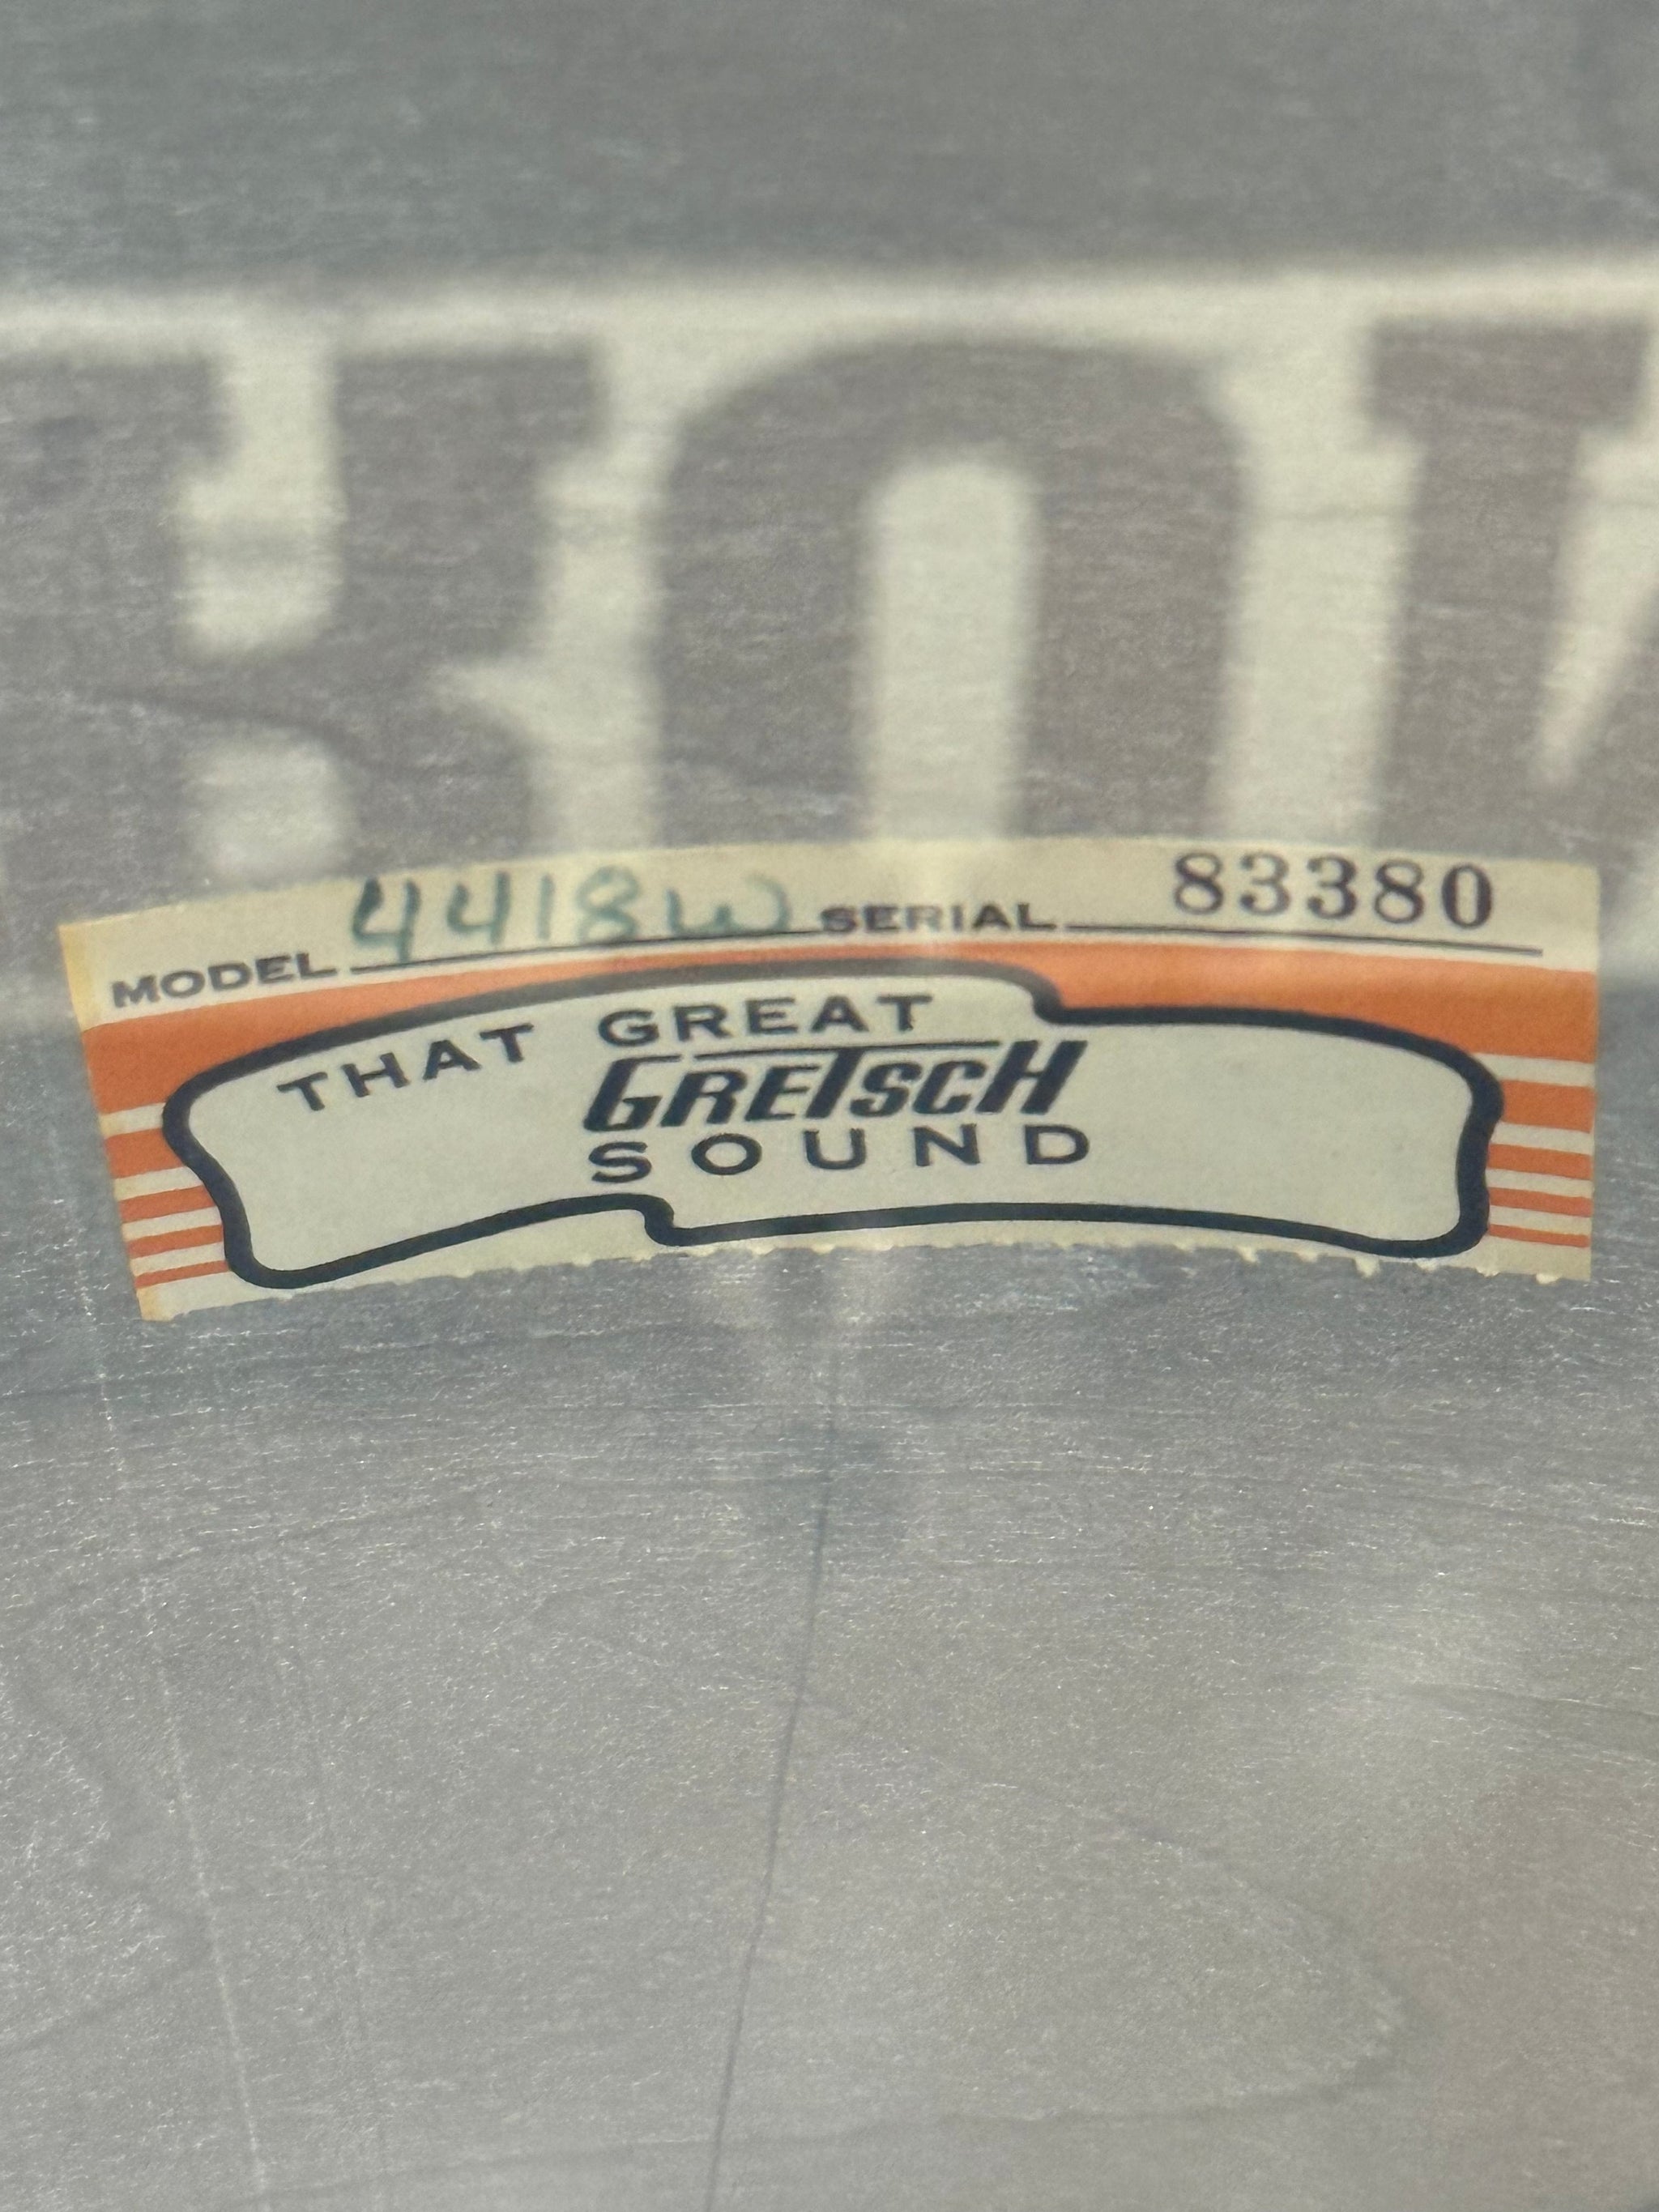 MODEL 4418W SERIAL 83380
THAT GREAT
GRETSCH
SOUND